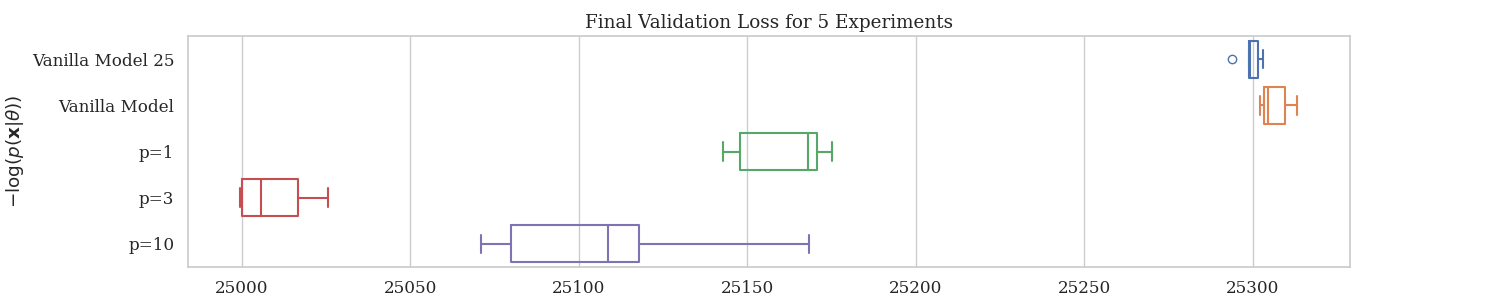 Final Validation Loss for 5 Experiments
−log(p(x|θ))
Vanilla Model 25
Vanilla Model
p=1
p=3
p=10
25000 25050 25100 25150 25200 25250 25300